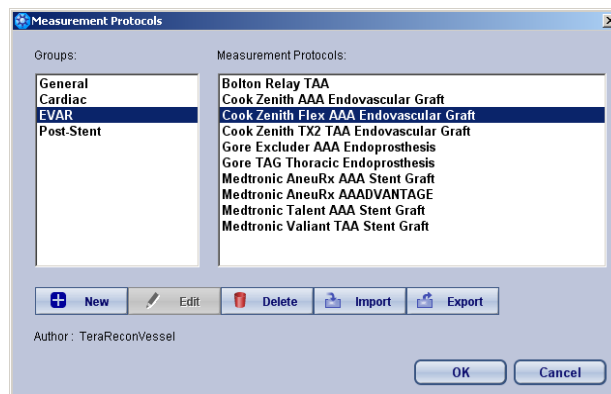 Measurement Protocols
Groups:
Measurement Protocols:
General
Cardiac
EVAR
Post-Stent
Bolton Relay TAA
Cook Zenith AAA Endovascular Graft
Cook Zenith Flex AAA Endovascular Graft
Cook Zenith TX2 TAA Endovascular Graft
Gore Excluder AAA Endoprosthesis
Gore TAG Thoracic Endoprosthesis
Medtronic AneuRx AAA Stent Graft
Medtronic AneuRx AAADVANTAGE
Medtronic Talent AAA Stent Graft
Medtronic Valiant TAA Stent Graft
New Edit Delete Import Export
Author : TeraReconVessel
OK Cancel